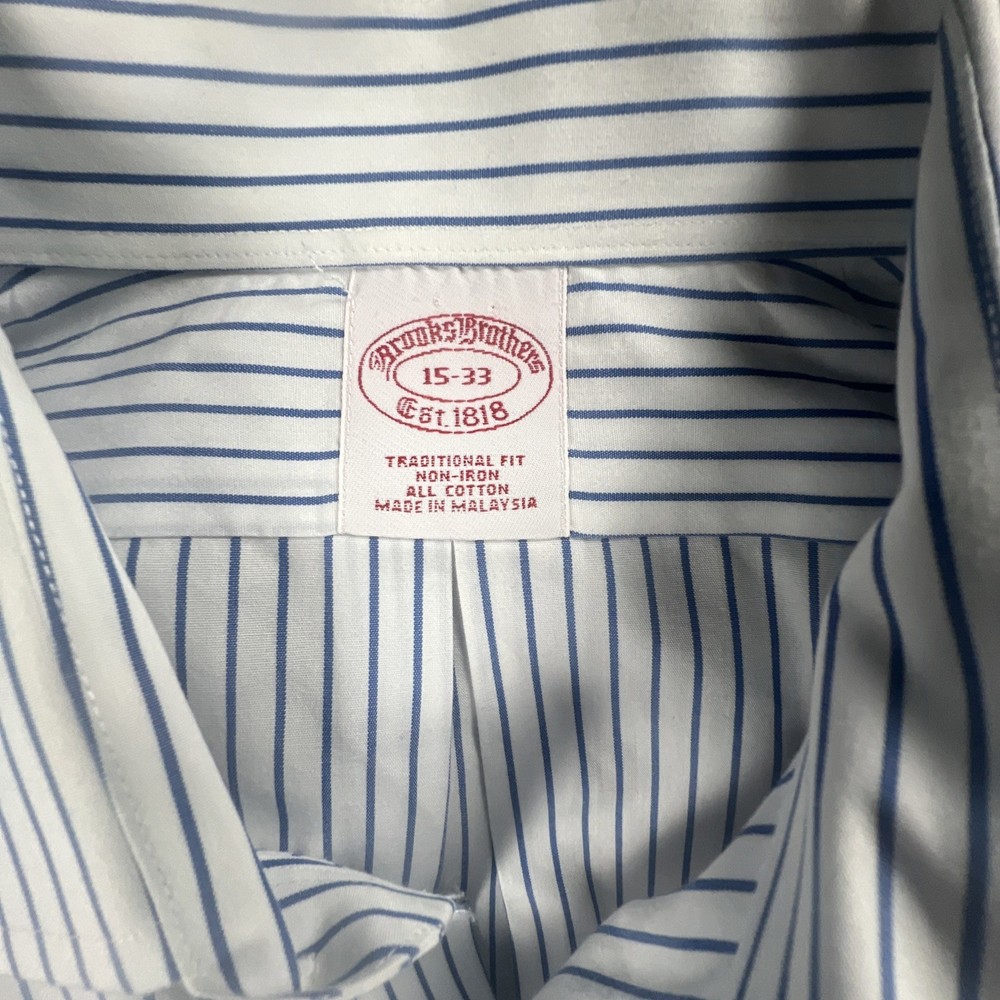 Brooks Brothers
15-33
Est. 1818
TRADITIONAL FIT
NON-IRON
ALL COTTON
MADE IN MALAYSIA